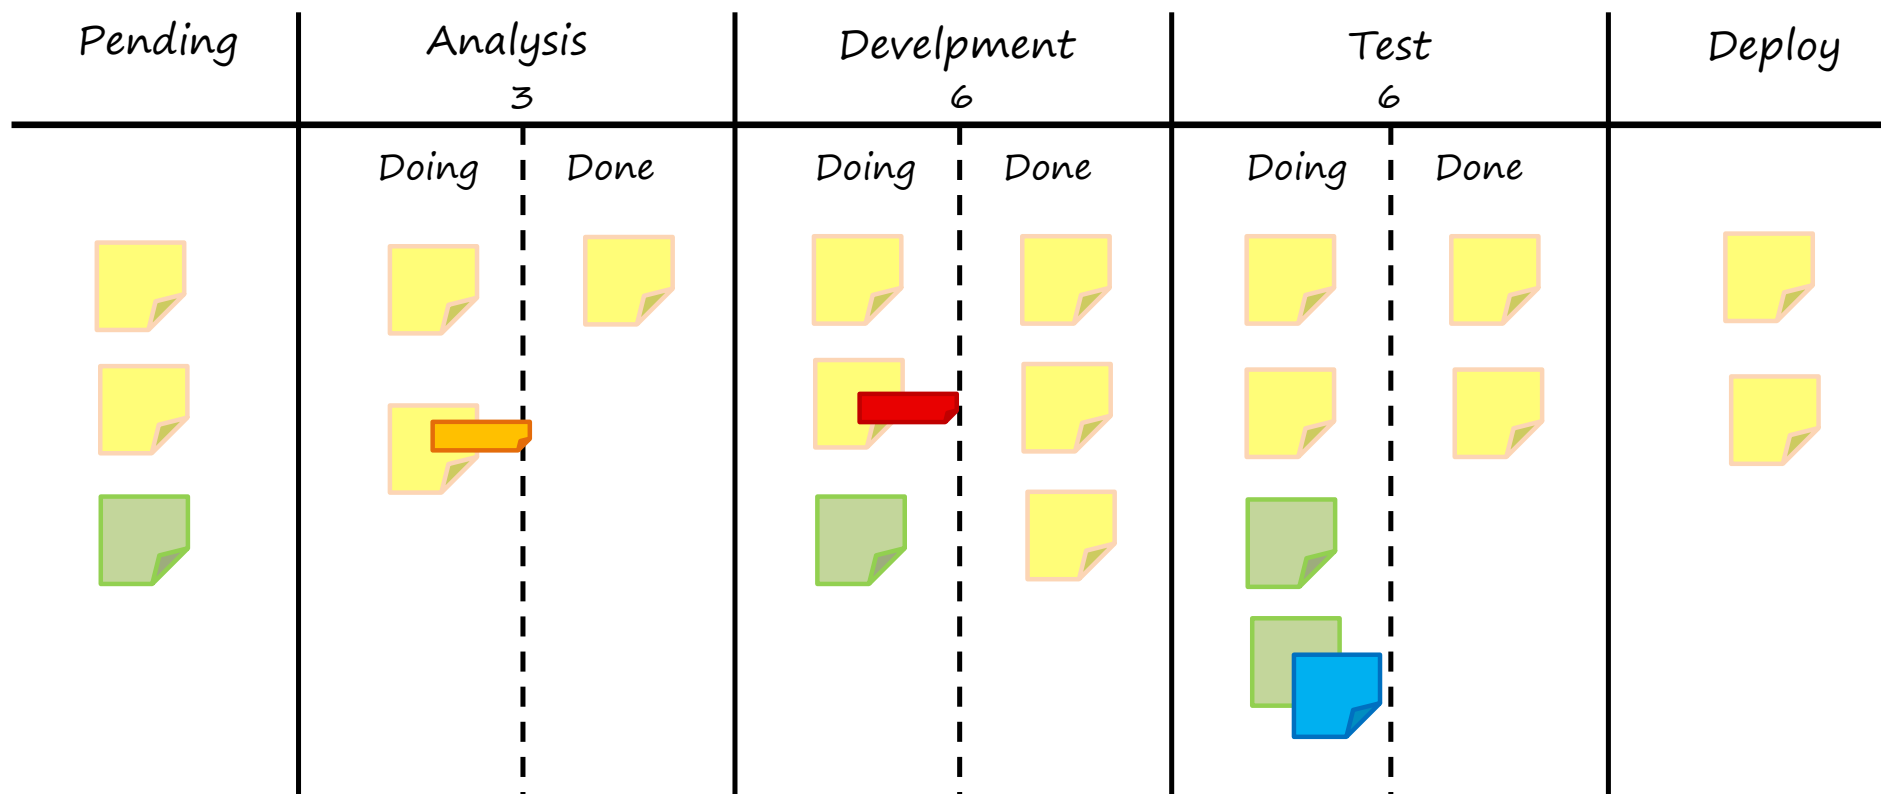 Pending
Analysis
3
Develpment
6
Test
6
Deploy
Doing
Done
Doing
Done
Doing
Done